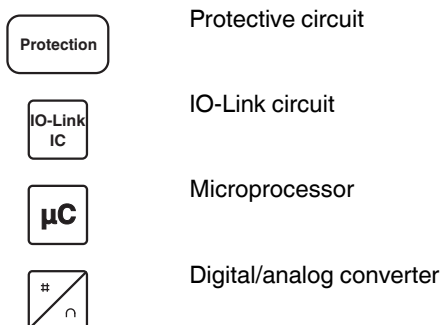 Protection
Protective circuit
IO-Link
IC
IO-Link circuit
µC
Microprocessor
#
∩
Digital/analog converter